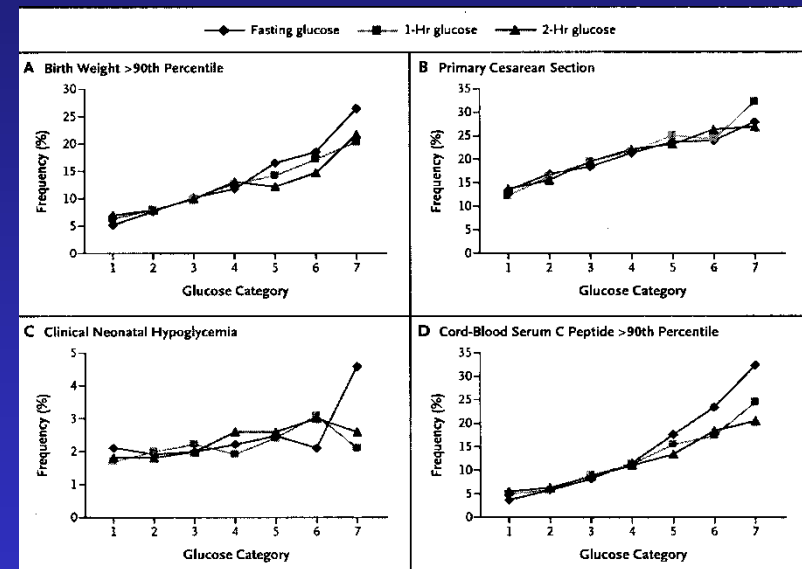 Fasting glucose 1-Hr glucose 2-Hr glucose
A Birth Weight >90th Percentile
Frequency (%)
30
25
20
15
10
5
0
1 2 3 4 5 6 7
Glucose Category
B Primary Cesarean Section
Frequency (%)
35
30
25
20
15
10
5
0
1 2 3 4 5 6 7
Glucose Category
C Clinical Neonatal Hypoglycemia
Frequency (%)
5
4
3
2
1
0
1 2 3 4 5 6 7
Glucose Category
D Cord-Blood Serum C Peptide >90th Percentile
Frequency (%)
35
30
25
20
15
10
5
0
1 2 3 4 5 6 7
Glucose Category